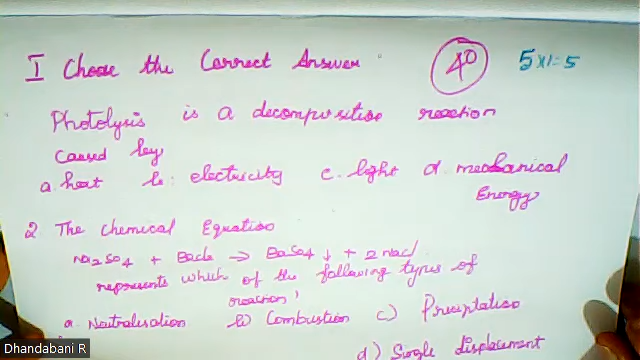 I Choose the Correct Answer
40
5x1=5
Photolysis is a decomposition reaction
caused by
a. heat b. electricity c. light d. mechanical
Energy
2 The Chemical Equation
Na2SO4 + BaCl2 → BaSO4 ↓ + 2NaCl
represents which of the following types of
reaction?
a. Neutralisation b) Combustion c) Precipitation
d) Single displacement
Dhandabani R